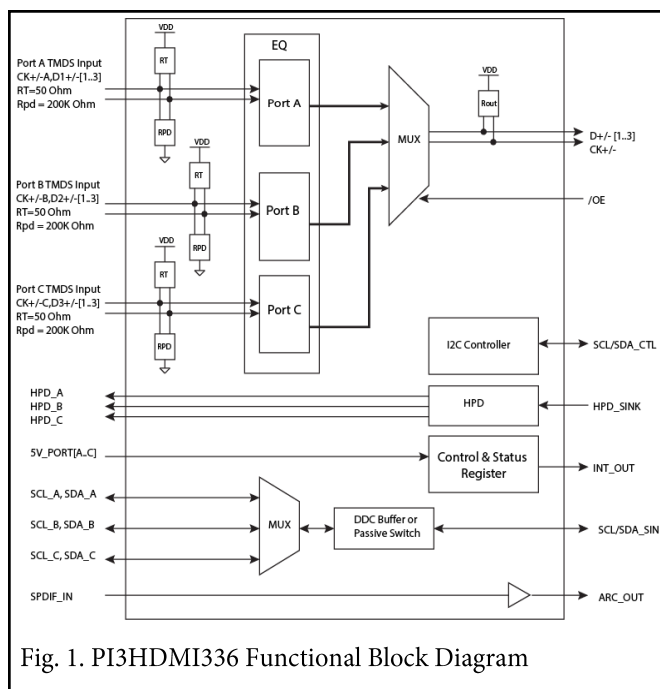 VDD
EQ
Port A TMDS Input
CK+/-A,D1+/-[1..3]
RT=50 Ohm
Rpd = 200K Ohm
RT
RPD
Port A
VDD
Rout
MUX
D+/- [1..3]
CK+/-
VDD
RT
Port B TMDS Input
CK+/-B,D2+/-[1..3]
RT=50 Ohm
Rpd = 200K Ohm
RPD
Port B
/OE
VDD
RT
Port C TMDS Input
CK+/-C,D3+/-[1..3]
RT=50 Ohm
Rpd = 200K Ohm
RPD
Port C
I2C Controller
SCL/SDA_CTL
HPD_A
HPD_B
HPD_C
HPD
HPD_SINK
5V_PORT[A..C]
Control & Status
Register
INT_OUT
SCL_A, SDA_A
SCL_B, SDA_B
SCL_C, SDA_C
MUX
DDC Buffer or
Passive Switch
SCL/SDA_SIN
SPDIF_IN
ARC_OUT
Fig. 1. PI3HDMI336 Functional Block Diagram